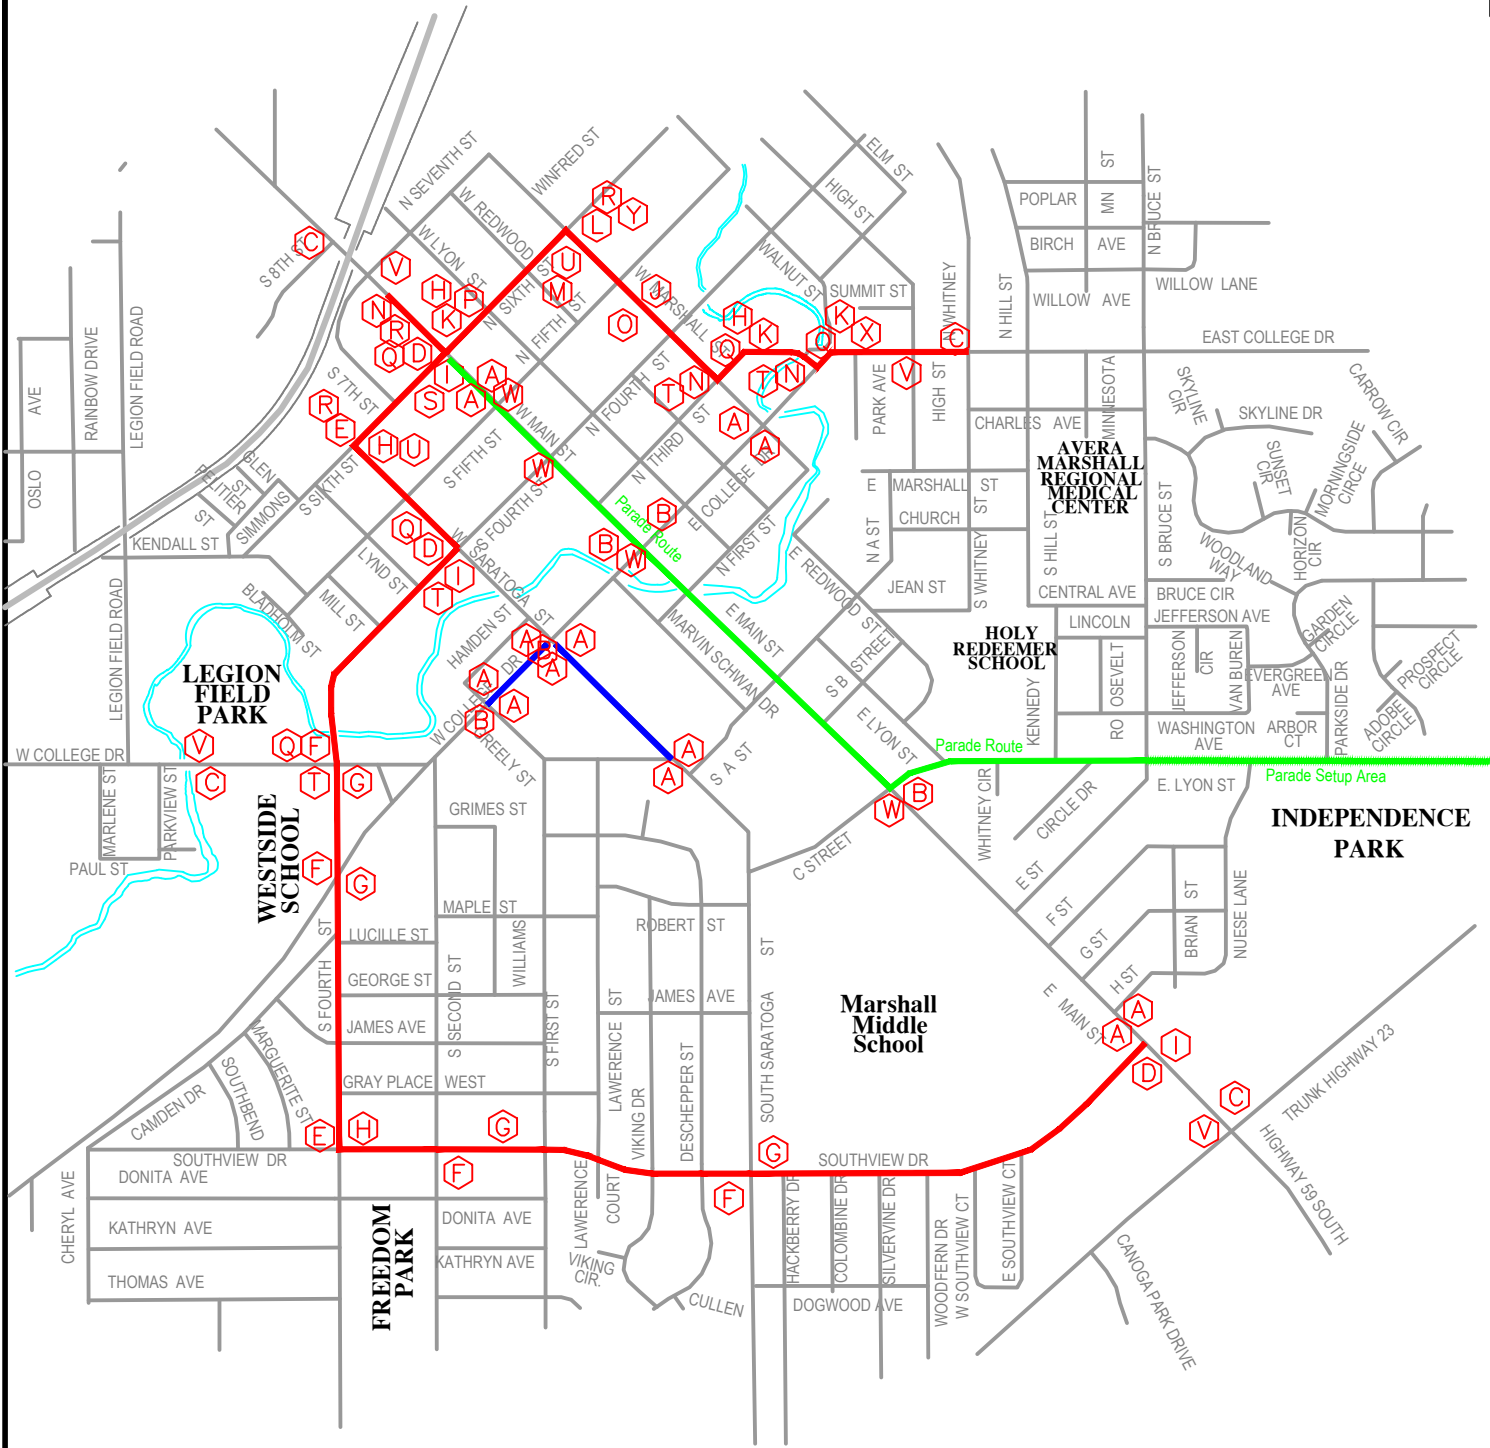 ELM ST
N SEVENTH ST
WINFRED ST
W REDWOOD ST
HIGH ST
POPLAR
MN ST
N BRUCE ST
BIRCH AVE
R
Y
L
C
S 8TH ST
W LYON ST
WALNUT ST
V
U
N SIXTH ST
M
J
W MARSHALL ST
SUMMIT ST
N WHITNEY
N HILL ST
WILLOW LANE
WILLOW AVE
H
P
N
K
R
O
H
K
K
X
Q
C
EAST COLLEGE DR
LEGION FIELD ROAD
RAINBOW DRIVE
AVE
OSLO
N FIFTH ST
Q
D
I
A
W
S
A
Q
T
N
T
N
V
PARK AVE
HIGH ST
MINNESOTA
SKYLINE CIR
SKYLINE DR
CARROW CIR
S 7TH ST
N FOURTH ST
R
E
H
U
W MAIN ST
CHARLES AVE
A
A
AVERA
MARSHALL
REGIONAL
MEDICAL
CENTER
SUNSET CIR
MORNINGSIDE CIRCE
GLEN ST
PELITIER ST
SIMMONS
S SIXTH ST
S FIFTH ST
W
N THIRD ST
E COLLEGE DR
E MARSHALL ST
CHURCH
N A ST
S WHITNEY ST
S HILL ST
S BRUCE ST
KENDALL ST
Q
D
S FOURTH ST
Parade Route
B
B
W
N FIRST ST
HORIZON CIR
WOODLAND WAY
LYND ST
W SARATOGA ST
I
T
E REDWOOD ST
JEAN ST
CENTRAL AVE
BRUCE CIR
BLADHOLM ST
MILL ST
HAMDEN ST
MARVIN SCHWAN DR
E MAIN ST
S B STREET
HOLY
REDEEMER
SCHOOL
LINCOLN
JEFFERSON AVE
GARDEN CIRCLE
LEGION FIELD ROAD
LEGION
FIELD
PARK
A
B
A
A
A
A
B
KENNEDY
RO OSEVELT
JEFFERSON CIR
VAN BUREN
EVERGREEN AVE
PARKSIDE DR
PROSPECT CIRCLE
ADOBE CIRCLE
W COLLEGE DR
GREELY ST
W COLLEGE DR
V
Q
F
A
A
S A ST
E LYON ST
Parade Route
WASHINGTON AVE
ARBOR CT
C
T
G
MARLENE ST
PARKVIEW ST
PAUL ST
GRIMES ST
W
B
C STREET
WHITNEY CIR
CIRCLE DR
E. LYON ST
Parade Setup Area
INDEPENDENCE
PARK
WESTSIDE
SCHOOL
F
G
MAPLE ST
WILLIAMS
ROBERT ST
E ST
F ST
G ST
H ST
BRIAN ST
NUESE LANE
LUCILLE ST
S FOURTH ST
GEORGE ST
JAMES AVE
S SECOND ST
S FIRST ST
LAWERENCE ST
JAMES AVE
SOUTH SARATOGA ST
Marshall
Middle
School
E MAIN ST
A
A
I
D
C
V
TRUNK HIGHWAY 23
HIGHWAY 59 SOUTH
GRAY PLACE WEST
VIKING DR
DESCHEPPER ST
MARGUERITE ST
SOUTHBEND
CAMDEN DR
E
H
G
G
F
F
SOUTHVIEW DR
SOUTHVIEW DR
DONITA AVE
CHERYL AVE
KATHRYN AVE
THOMAS AVE
FREEDOM
PARK
DONITA AVE
KATHRYN AVE
LAWERENCE COURT
VIKING CIR.
CULLEN
HACKBERRY DR
COLOMBINE DR
SILVERVINE DR
WOODFERN DR
W SOUTHVIEW CT
E SOUTHVIEW CT
DOGWOOD AVE
CANOGA PARK DRIVE